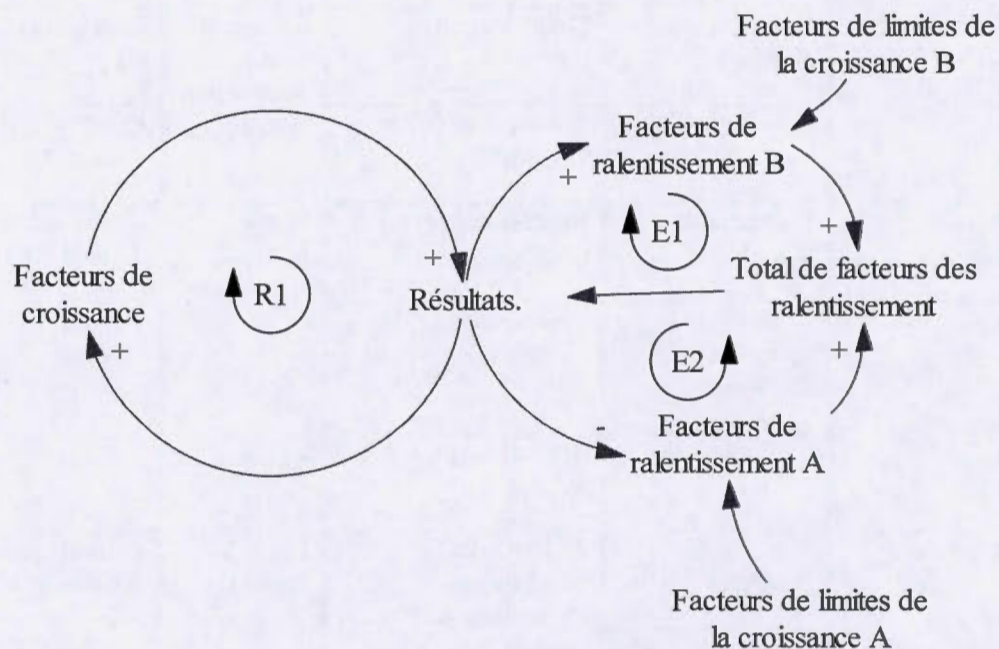 Facteurs de limites de
la croissance B
Facteurs de
ralentissement B
+
+
E1
+
Facteurs de
croissance
R1
Résultats.
Total de facteurs des
ralentissement
+
+
E2
-
Facteurs de
ralentissement A
Facteurs de limites de
la croissance A